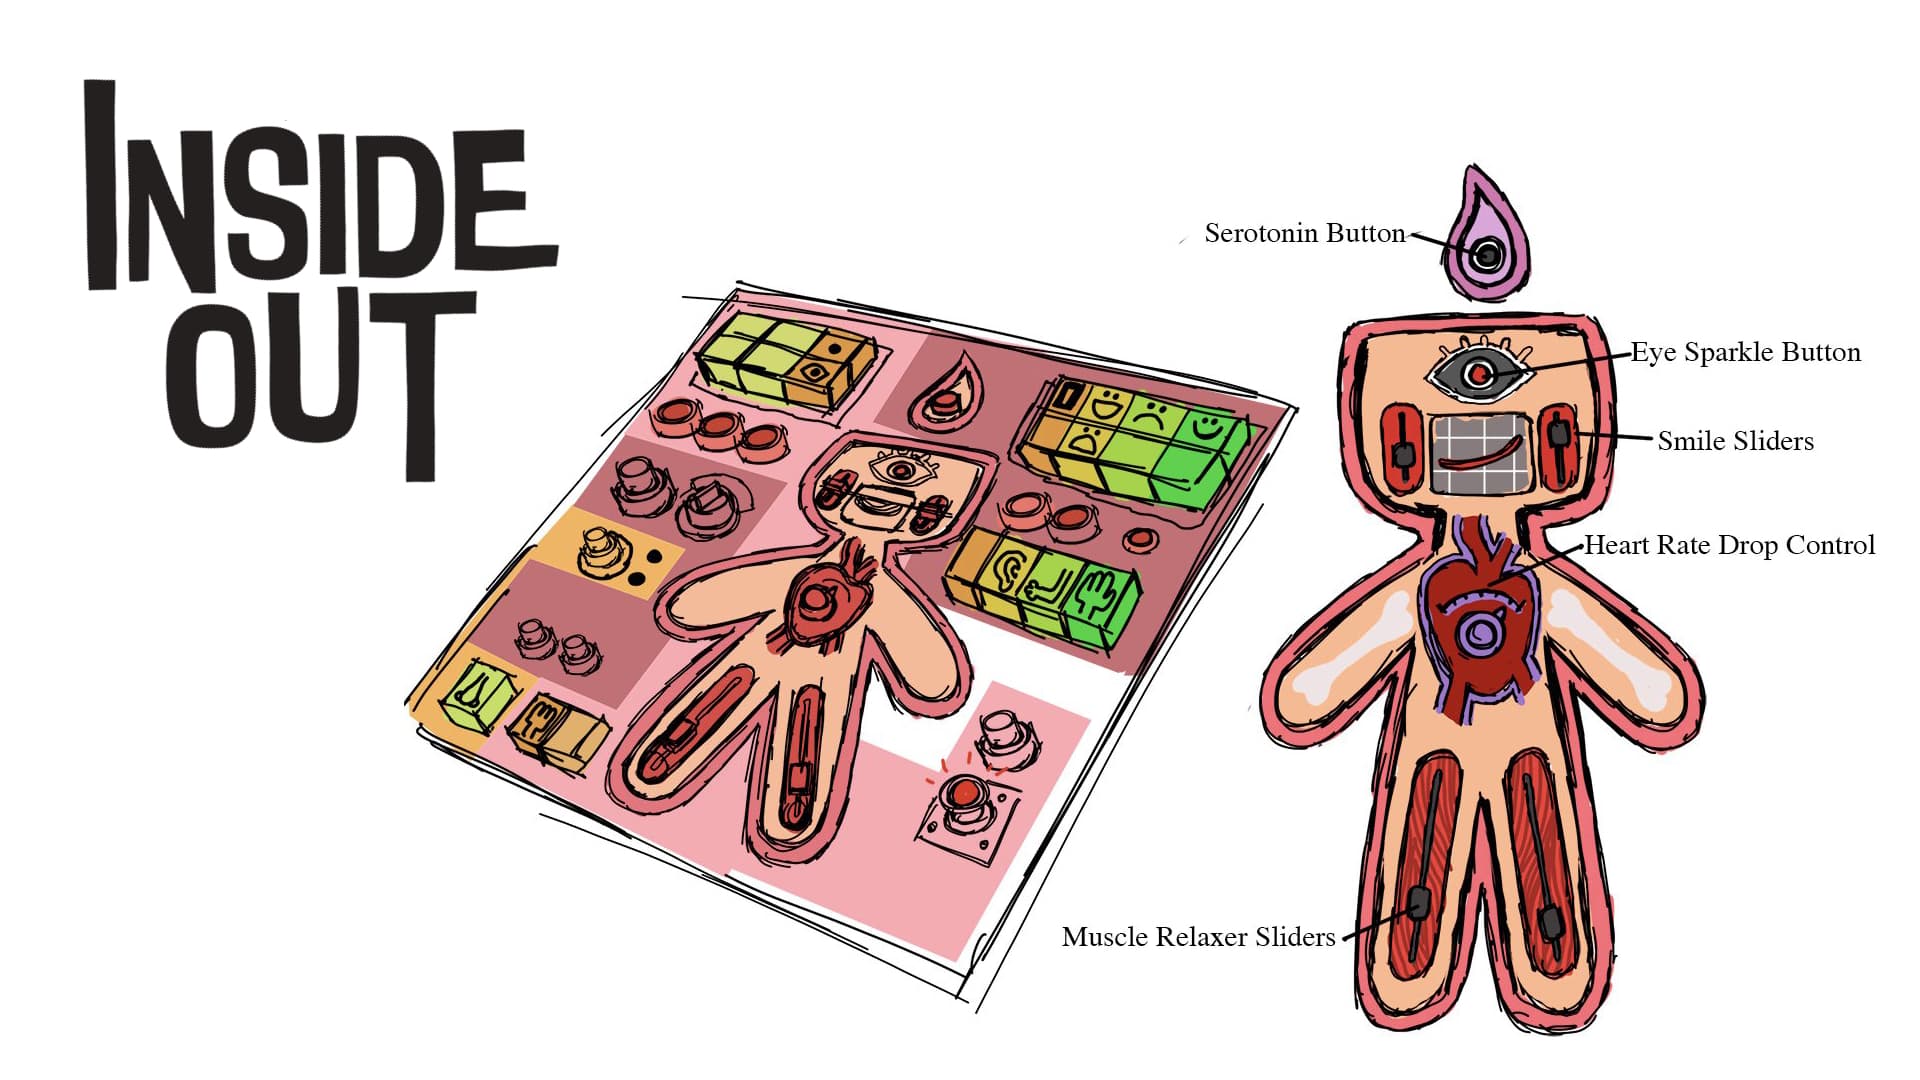 INSIDE
OUT
Serotonin Button
Eye Sparkle Button
Smile Sliders
Heart Rate Drop Control
Muscle Relaxer Sliders